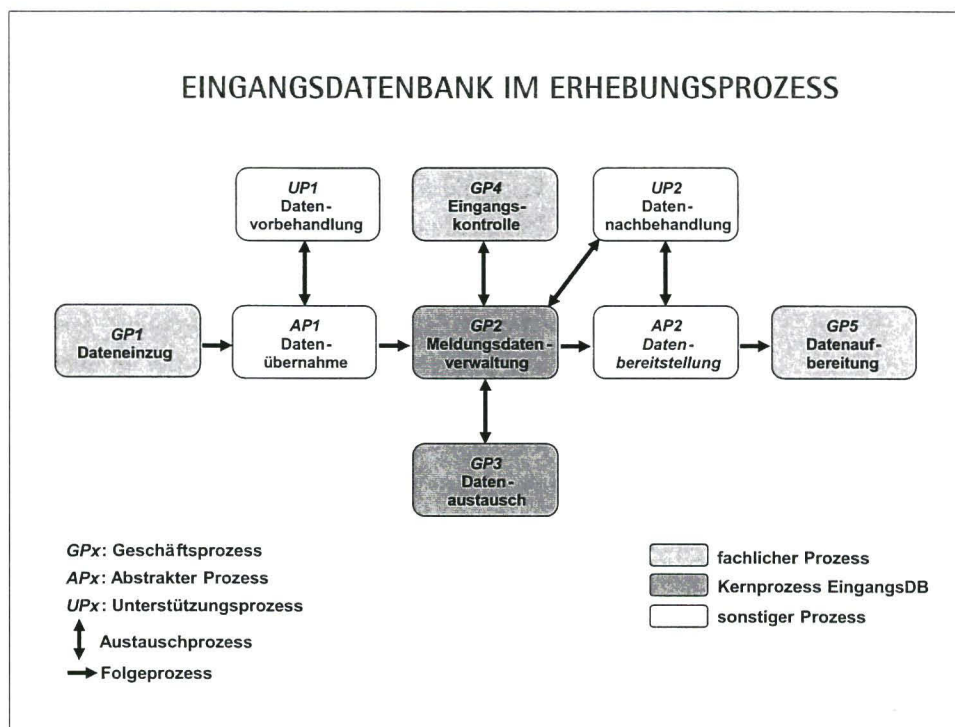 EINGANGSDATENBANK IM ERHEBUNGSPROZESS
UP1
Daten-
vorbehandlung
GP4
Eingangs-
kontrolle
UP2
Daten-
nachbehandlung
GP1
Dateneinzug
AP1
Daten-
übernahme
GP2
Meldungsdaten-
verwaltung
AP2
Daten-
bereitstellung
GP5
Datenauf-
bereitung
GP3
Daten-
austausch
GPx: Geschäftsprozess
APx: Abstrakter Prozess
UPx: Unterstützungsprozess
Austauschprozess
Folgeprozess
fachlicher Prozess
Kernprozess EingangsDB
sonstiger Prozess